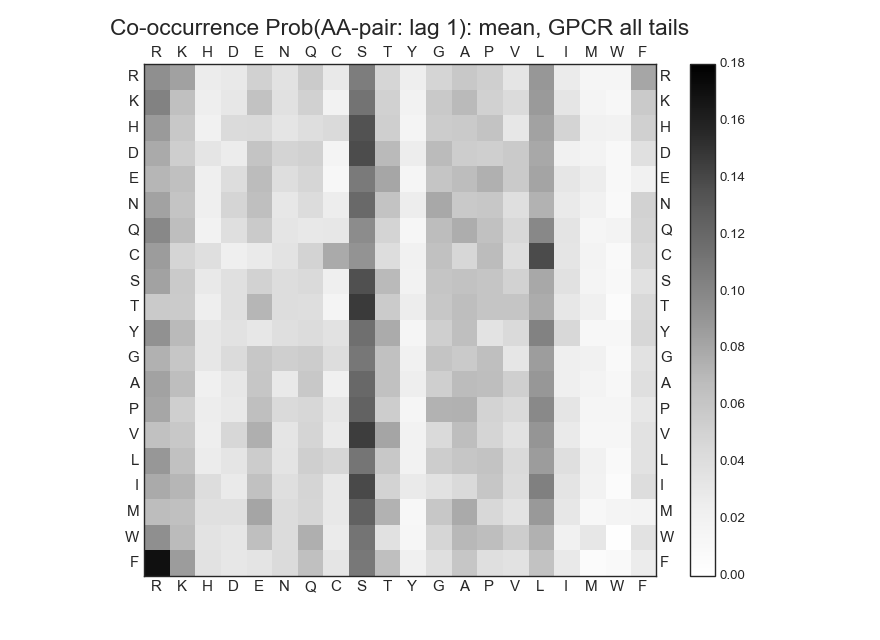 Co-occurrence Prob(AA-pair: lag 1): mean, GPCR all tails
R K H D E N Q C S T Y G A P V L I M W F
R R
K K
H H
D D
E E
N N
Q Q
C C
S S
T T
Y Y
G G
A A
P P
V V
L L
I I
M M
W W
F F
R K H D E N Q C S T Y G A P V L I M W F
0.18
0.16
0.14
0.12
0.10
0.08
0.06
0.04
0.02
0.00